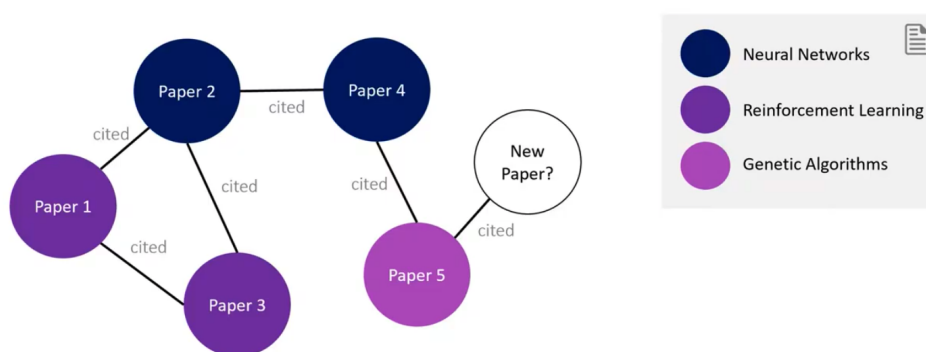 Paper 2
cited
Paper 4
cited
New
Paper?
cited
cited
Paper 1
cited
cited
Paper 5
Paper 3
Neural Networks
Reinforcement Learning
Genetic Algorithms